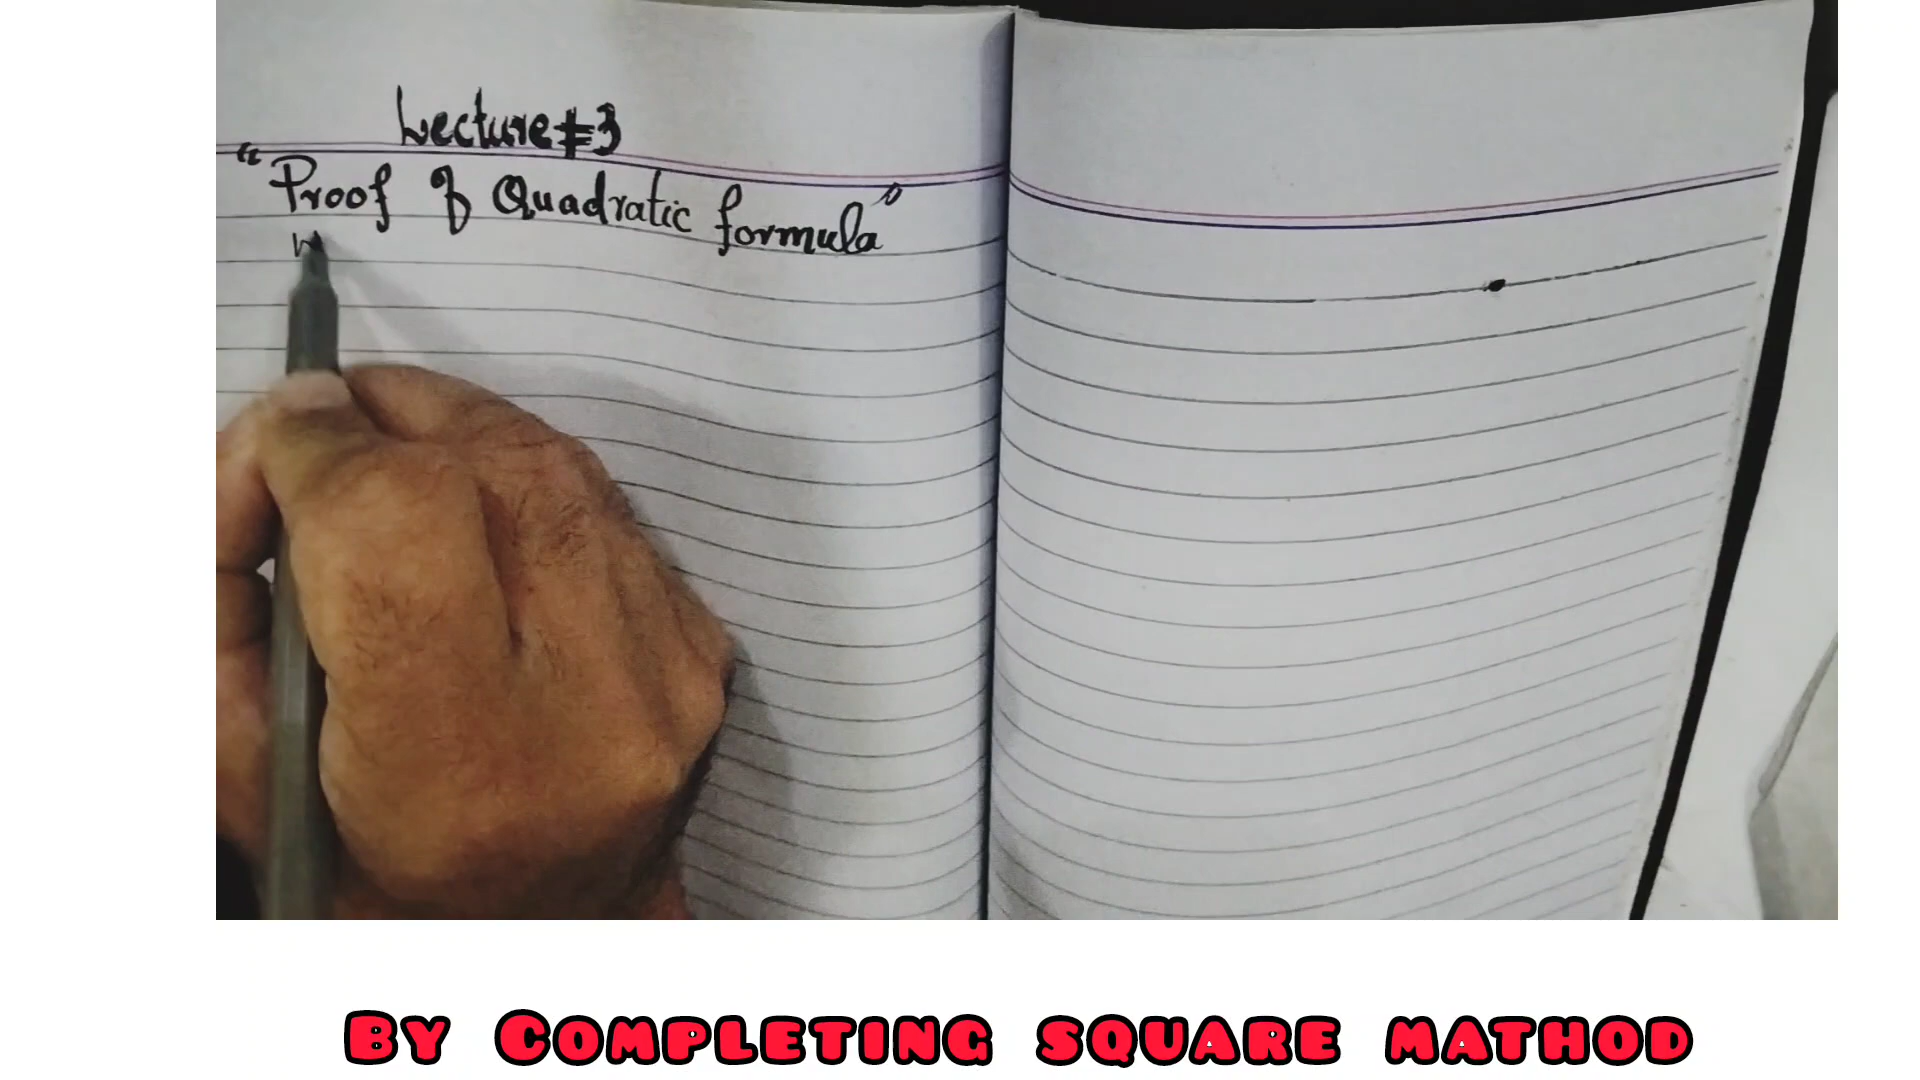 Lecture#3
"Proof of Quadratic formula"
W
By Completing square mathod